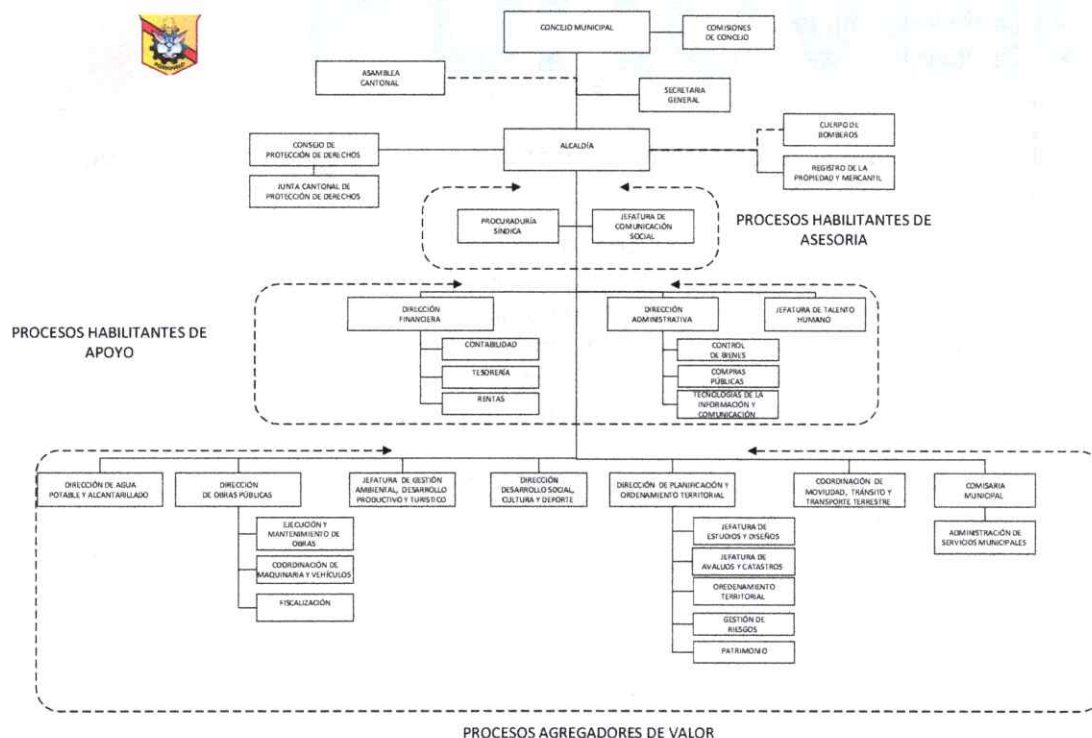 CONCEJO MUNICIPAL
COMISIONES
DE CONCEJO
ASAMBLEA
CANTONAL
SECRETARIA
GENERAL
CUERPO DE
BOMBEROS
CONSEJO DE
PROTECCIÓN DE DERECHOS
ALCALDÍA
REGISTRO DE LA
PROPIEDAD Y MERCANTIL
JUNTA CANTONAL DE
PROTECCIÓN DE DERECHOS
PROCURADURÍA
SINDICA
JEFATURA DE
COMUNICACIÓN
SOCIAL
PROCESOS HABILITANTES DE
ASESORIA
PROCESOS HABILITANTES DE
APOYO
DIRECCIÓN
FINANCIERA
DIRECCIÓN
ADMINISTRATIVA
JEFATURA DE TALENTO
HUMANO
CONTABILIDAD
TESORERÍA
RENTAS
CONTROL
DE BIENES
COMPRAS
PÚBLICAS
TECNOLOGÍAS DE LA
INFORMACIÓN Y
COMUNICACIÓN
DIRECCIÓN DE AGUA
POTABLE Y ALCANTARILLADO
DIRECCIÓN
DE OBRAS PÚBLICAS
JEFATURA DE GESTIÓN
AMBIENTAL, DESARROLLO
PRODUCTIVO Y TURÍSTICO
DIRECCIÓN
DESARROLLO SOCIAL,
CULTURA Y DEPORTE
DIRECCIÓN DE PLANIFICACIÓN Y
ORDENAMIENTO TERRITORIAL
COORDINACIÓN DE
MOVILIDAD, TRÁNSITO Y
TRANSPORTE TERRESTRE
COMISARIA
MUNICIPAL
EJECUCIÓN Y
MANTENIMIENTO DE
OBRAS
COORDINACIÓN DE
MAQUINARIA Y VEHÍCULOS
FISCALIZACIÓN
JEFATURA DE
ESTUDIOS Y DISEÑOS
JEFATURA DE
AVALUOS Y CATASTROS
OREDENAMIENTO
TERRITORIAL
GESTIÓN DE
RIESGOS
PATRIMONIO
ADMINISTRACIÓN DE
SERVICIOS MUNICIPALES
PROCESOS AGREGADORES DE VALOR